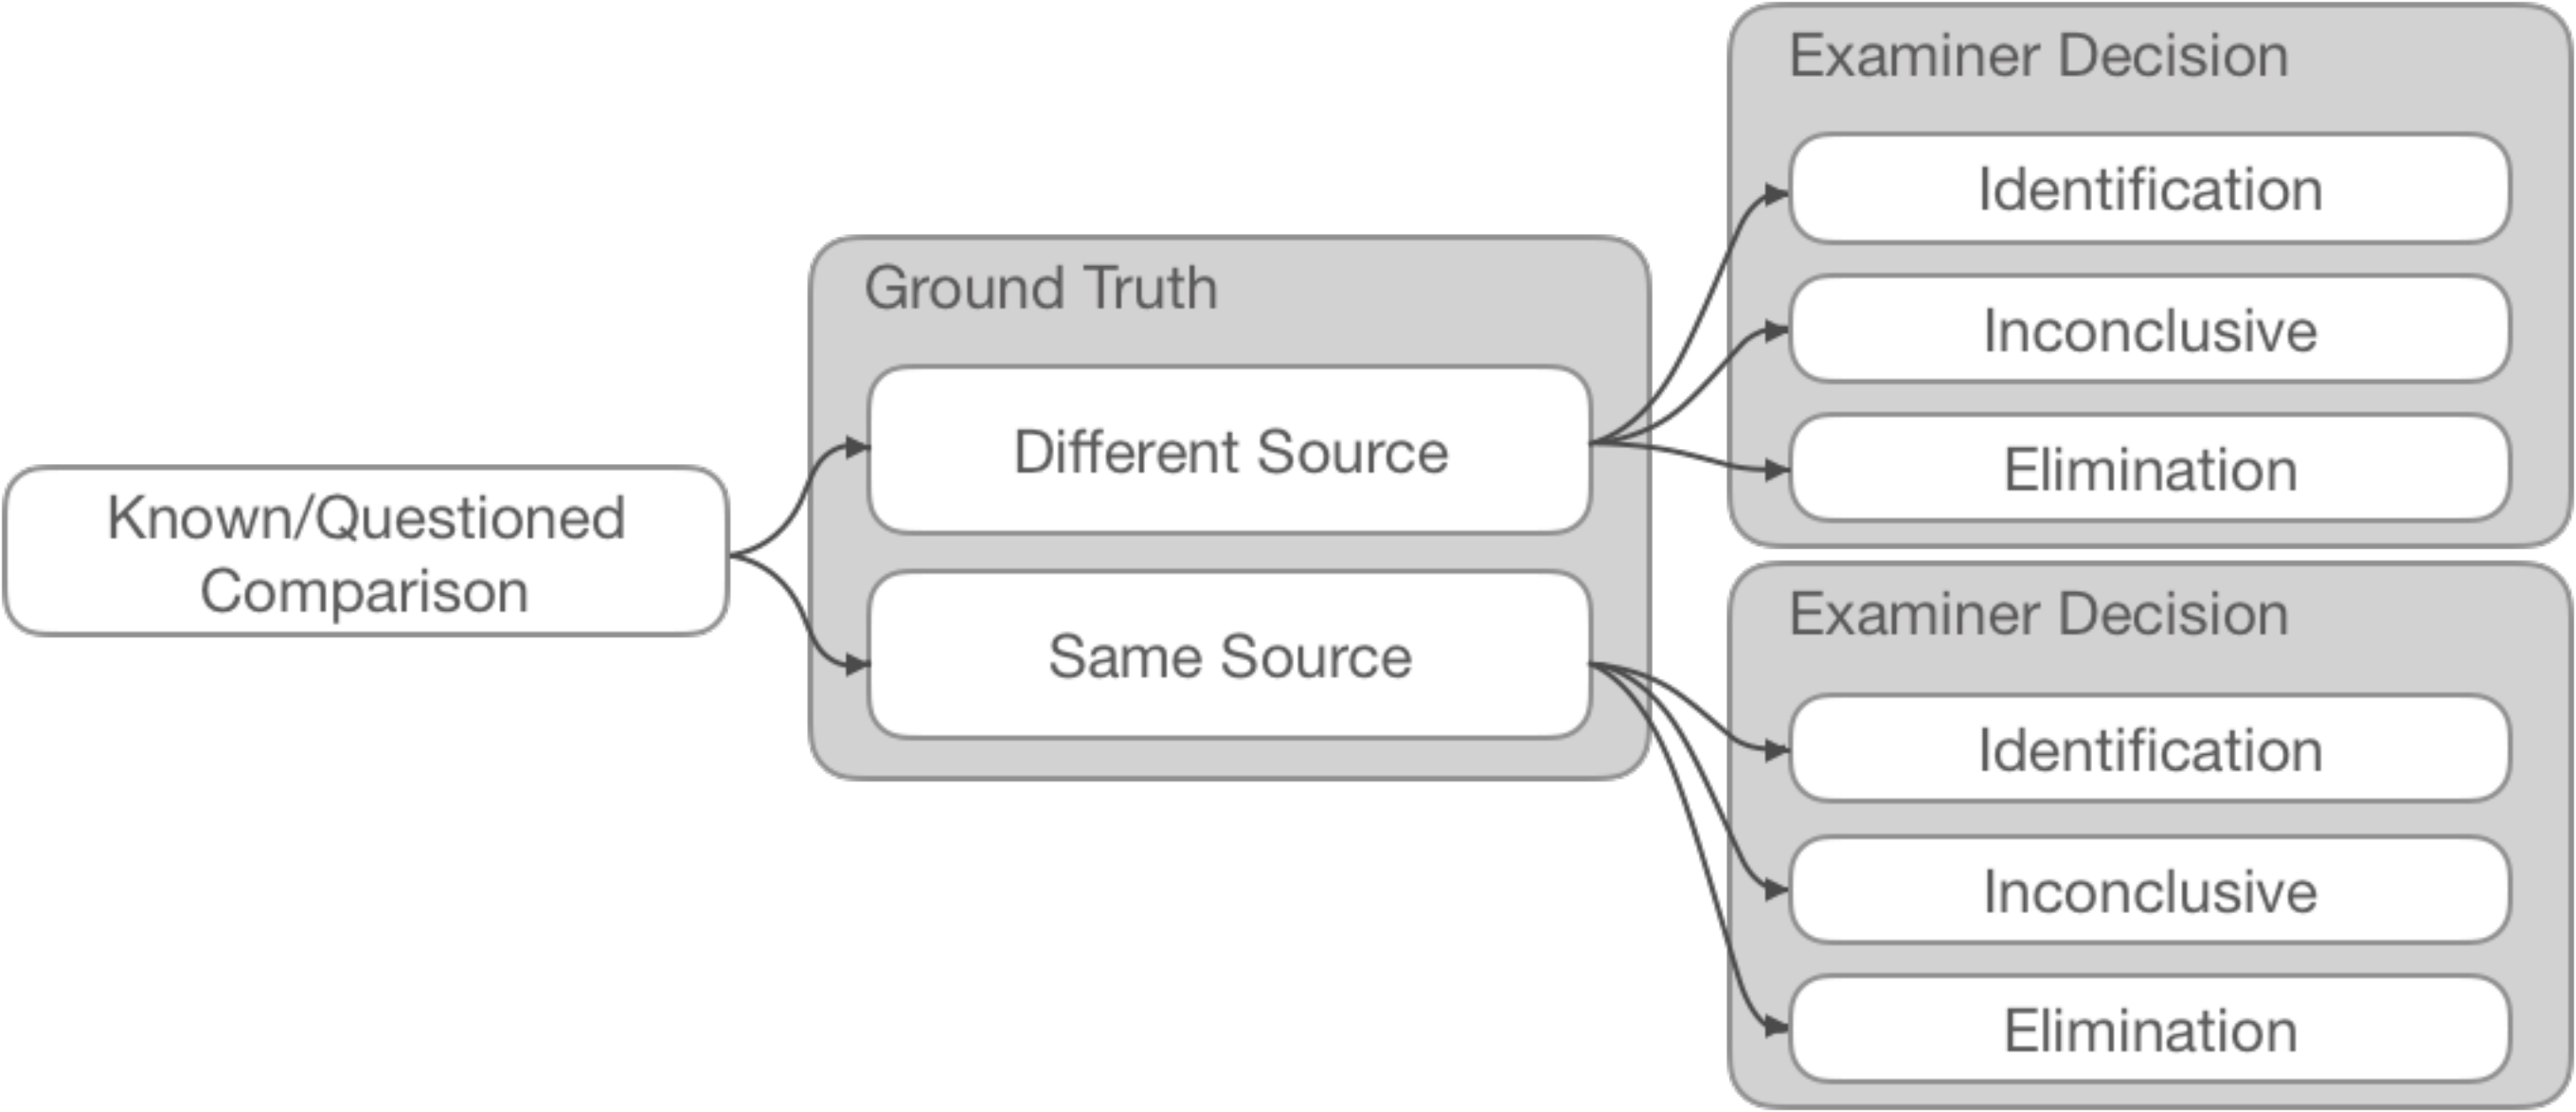 Known/Questioned
Comparison
Ground Truth
Different Source
Same Source
Examiner Decision
Identification
Inconclusive
Elimination
Examiner Decision
Identification
Inconclusive
Elimination